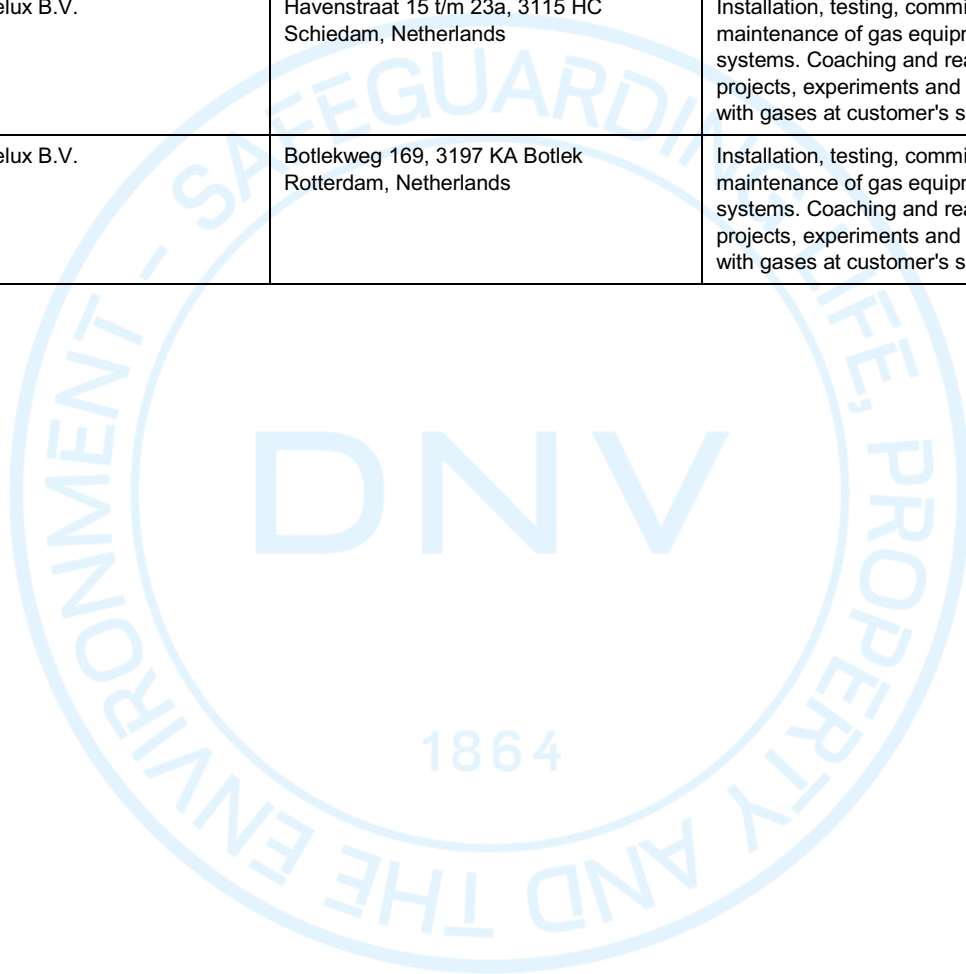 elux B.V.
Havenstraat 15 t/m 23a, 3115 HC
Schiedam, Netherlands
Installation, testing, commi
maintenance of gas equipr
systems. Coaching and rea
projects, experiments and
with gases at customer's s
elux B.V.
Botlekweg 169, 3197 KA Botlek
Rotterdam, Netherlands
Installation, testing, commi
maintenance of gas equipr
systems. Coaching and rea
projects, experiments and
with gases at customer's s
SAFEGUARDING LIFE, PROPERTY AND THE ENVIRONMENT -
DNV
1864